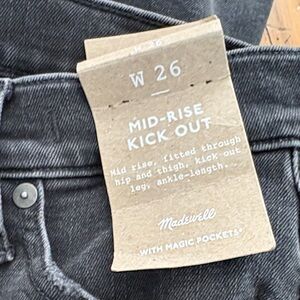 W 26
MID-RISE
KICK OUT
Mid rise, fitted through
hip and thigh, kick-out
leg, ankle-length...
Madewell
WITH MAGIC POCKETS